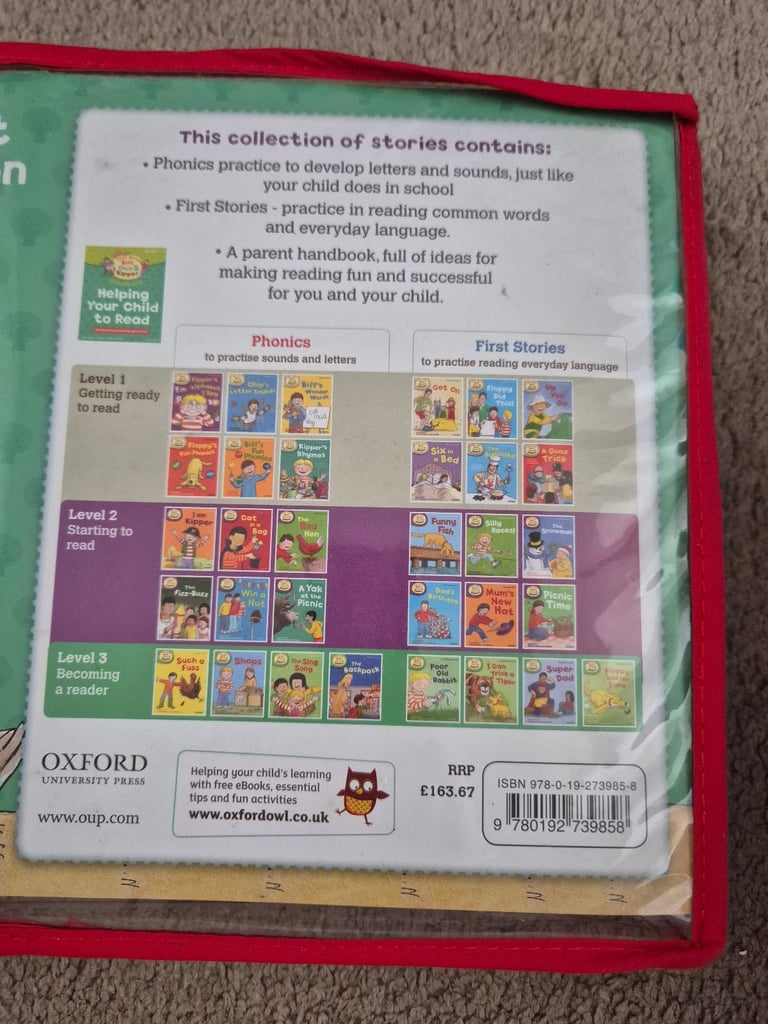 t
n
This collection of stories contains:
• Phonics practice to develop letters and sounds, just like
your child does in school
• First Stories - practice in reading common words
and everyday language.
• A parent handbook, full of ideas for
making reading fun and successful
for you and your child.
Helping
Your Child
to Read
Phonics
to practise sounds and letters
First Stories
to practise reading everyday language
Level 1
Getting ready
to read
Kipper's
Alphabet
I Spy
Chip's
Letter Sounds
Biff's
Wonder
Words
Get On
Floppy
Did
This!
Up
You
Go
Floppy's
Fun Phonics
Biff's
Fun
Phonics
Kipper's
Rhymes
Six in
a Bed
The
Pancake
A Good
Trick
Level 2
Starting to
read
I am
Kipper
Cat
in a
Bag
The
Red
Hen
Funny
Fish
Silly
Races!
The
Snowman
The
Fizz-Buzz
Win a
Nut
A Yak
at the
Picnic
Dad's
Birthday
Mum's
New
Hat
Picnic
Time
Level 3
Becoming
a reader
Such a
Fuss
Shops
The Sing
Song
The
Backpack
Poor
Old
Rabbit
I Can
Trick a
Tiger
Super
Dad
OXFORD
UNIVERSITY PRESS
www.oup.com
Helping your child's learning
with free eBooks, essential
tips and fun activities
www.oxfordowl.co.uk
RRP
£163.67
ISBN 978-0-19-273985-8
9 780192 739858